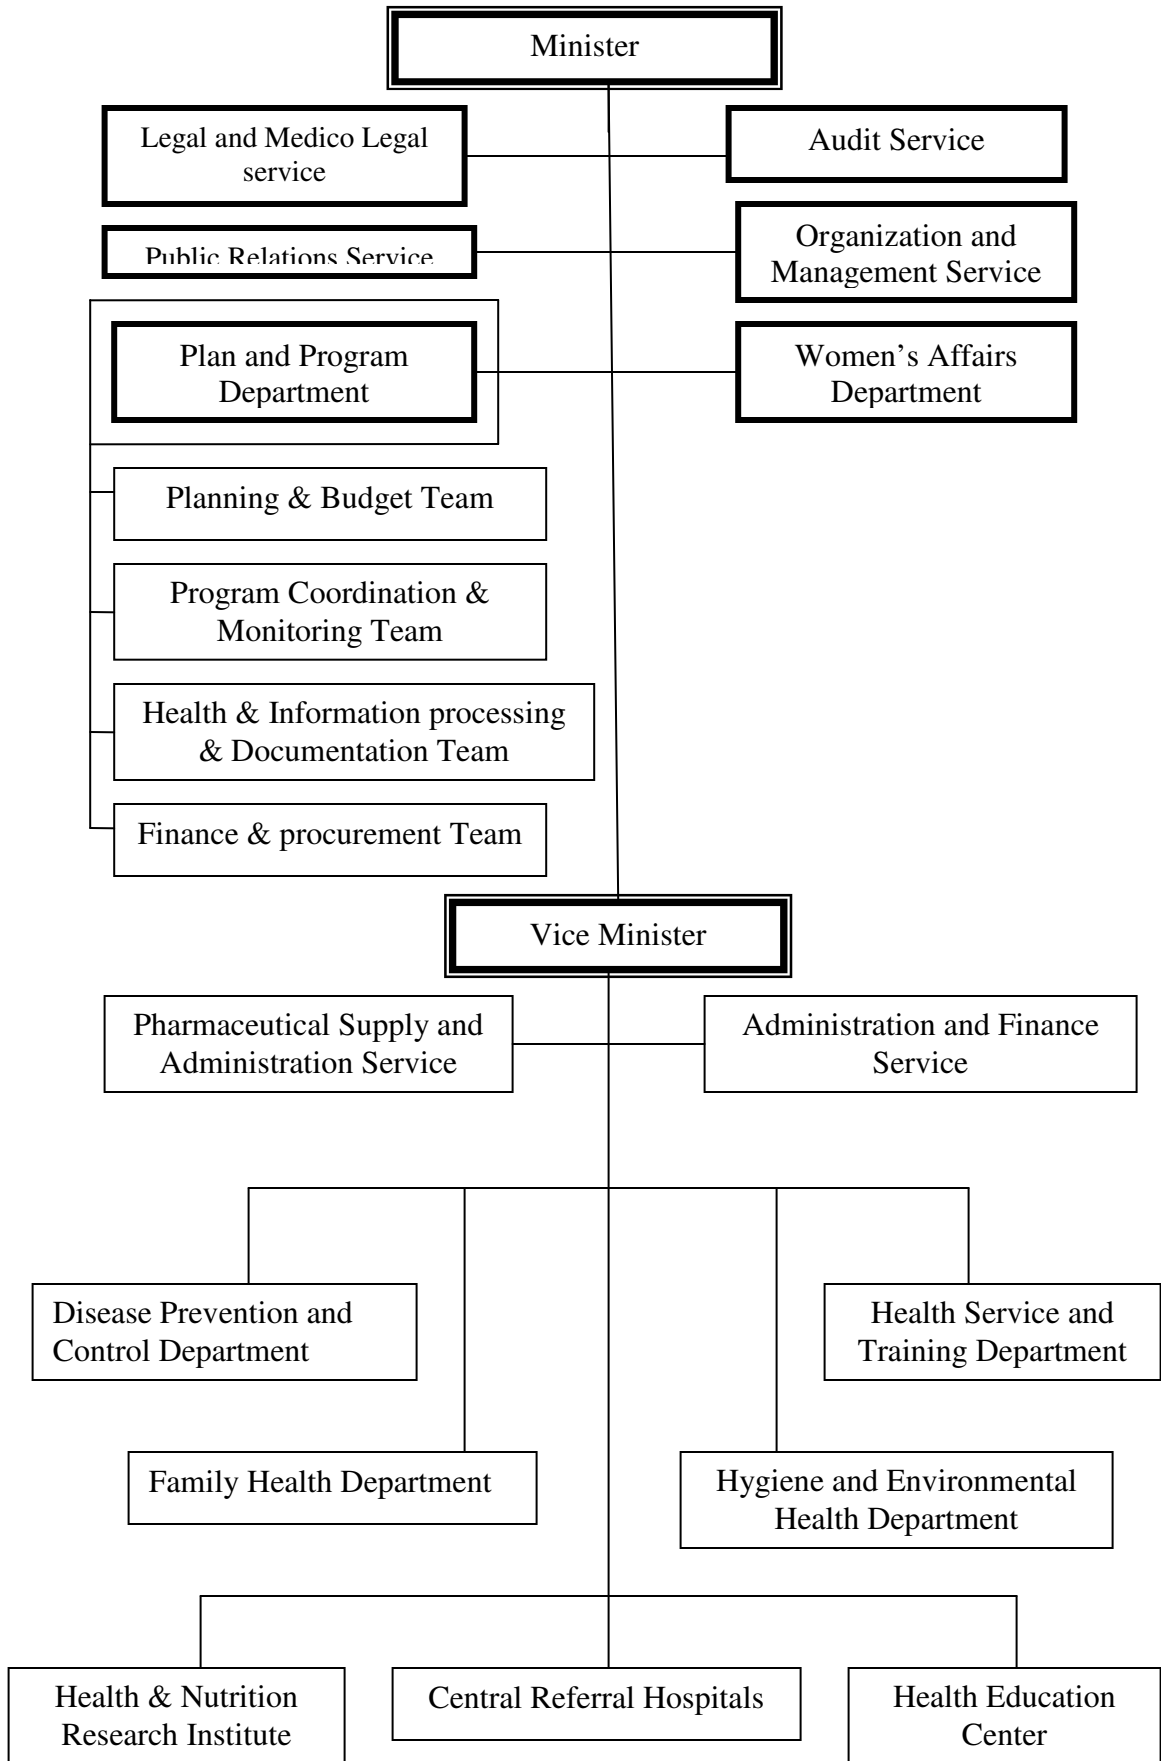 Minister
Legal and Medico Legal
service
Audit Service
Public Relations Service
Organization and
Management Service
Plan and Program
Department
Women’s Affairs
Department
Planning & Budget Team
Program Coordination &
Monitoring Team
Health & Information processing
& Documentation Team
Finance & procurement Team
Vice Minister
Pharmaceutical Supply and
Administration Service
Administration and Finance
Service
Disease Prevention and
Control Department
Health Service and
Training Department
Family Health Department
Hygiene and Environmental
Health Department
Health & Nutrition
Research Institute
Central Referral Hospitals
Health Education
Center